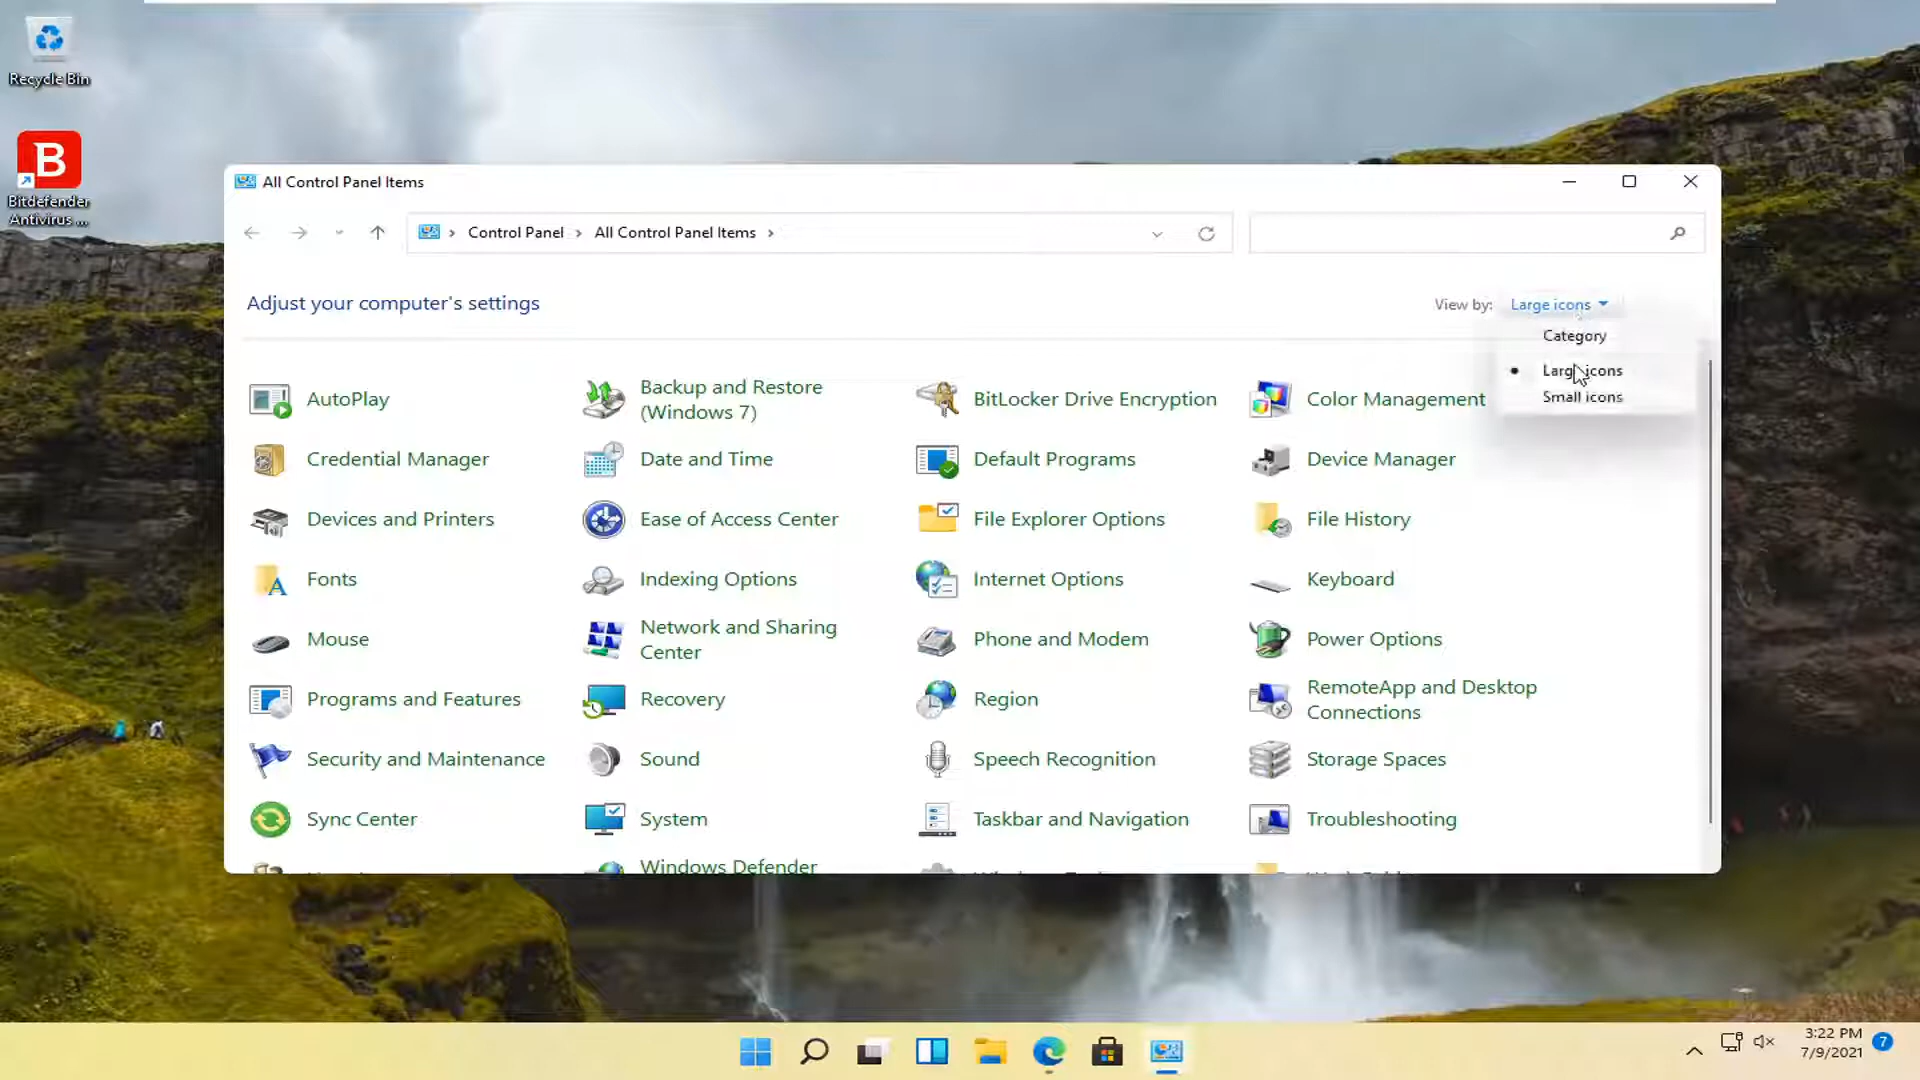 Recycle Bin
Bitdefender
Antivirus ...
All Control Panel Items
Control Panel
All Control Panel Items
Adjust your computer's settings
View by: Large icons
Category
Large icons
Small icons
AutoPlay
Backup and Restore
(Windows 7)
BitLocker Drive Encryption
Color Management
Credential Manager
Date and Time
Default Programs
Device Manager
Devices and Printers
Ease of Access Center
File Explorer Options
File History
Fonts
Indexing Options
Internet Options
Keyboard
Mouse
Network and Sharing
Center
Phone and Modem
Power Options
Programs and Features
Recovery
Region
RemoteApp and Desktop
Connections
Security and Maintenance
Sound
Speech Recognition
Storage Spaces
Sync Center
System
Taskbar and Navigation
Troubleshooting
Windows Defender
3:22 PM
7/9/2021
7